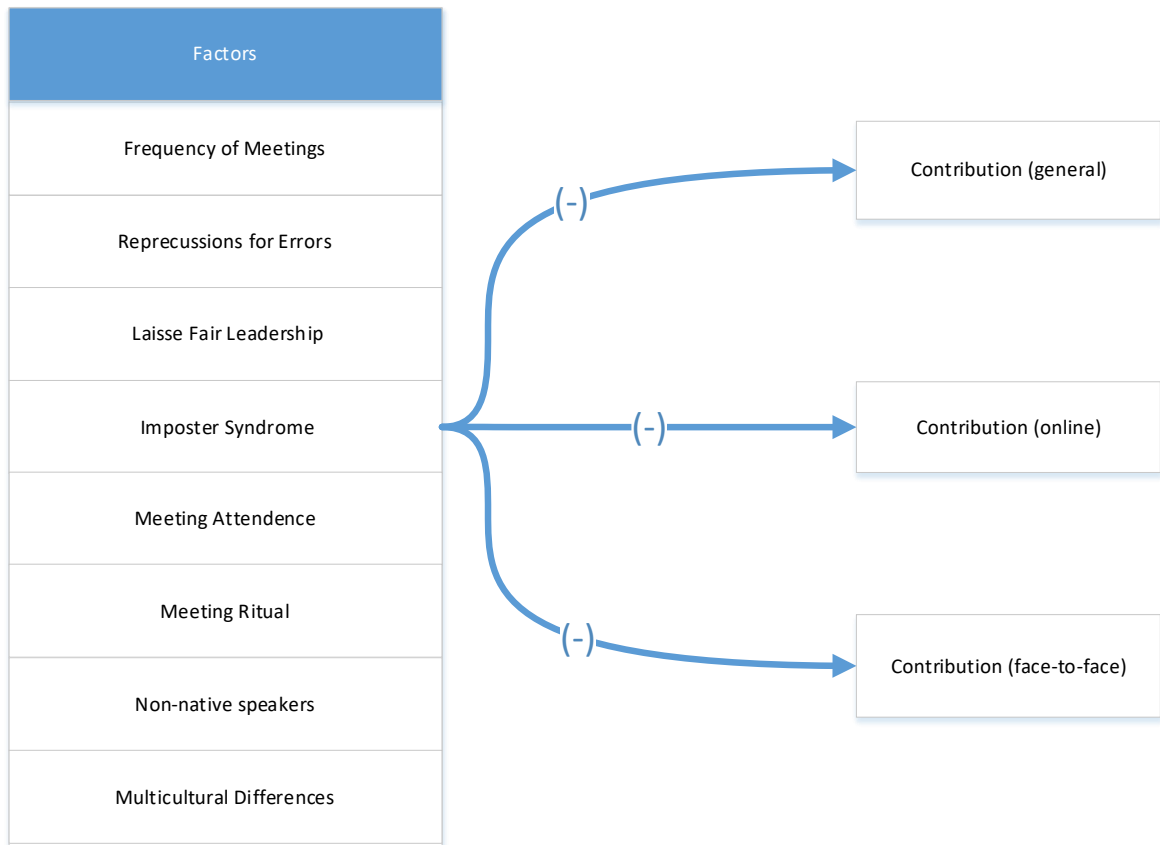 Factors
Frequency of Meetings
Reprecussions for Errors
Laisse Fair Leadership
Imposter Syndrome
Meeting Attendence
Meeting Ritual
Non-native speakers
Multicultural Differences
(-)
Contribution (general)
(-)
Contribution (online)
(-)
Contribution (face-to-face)